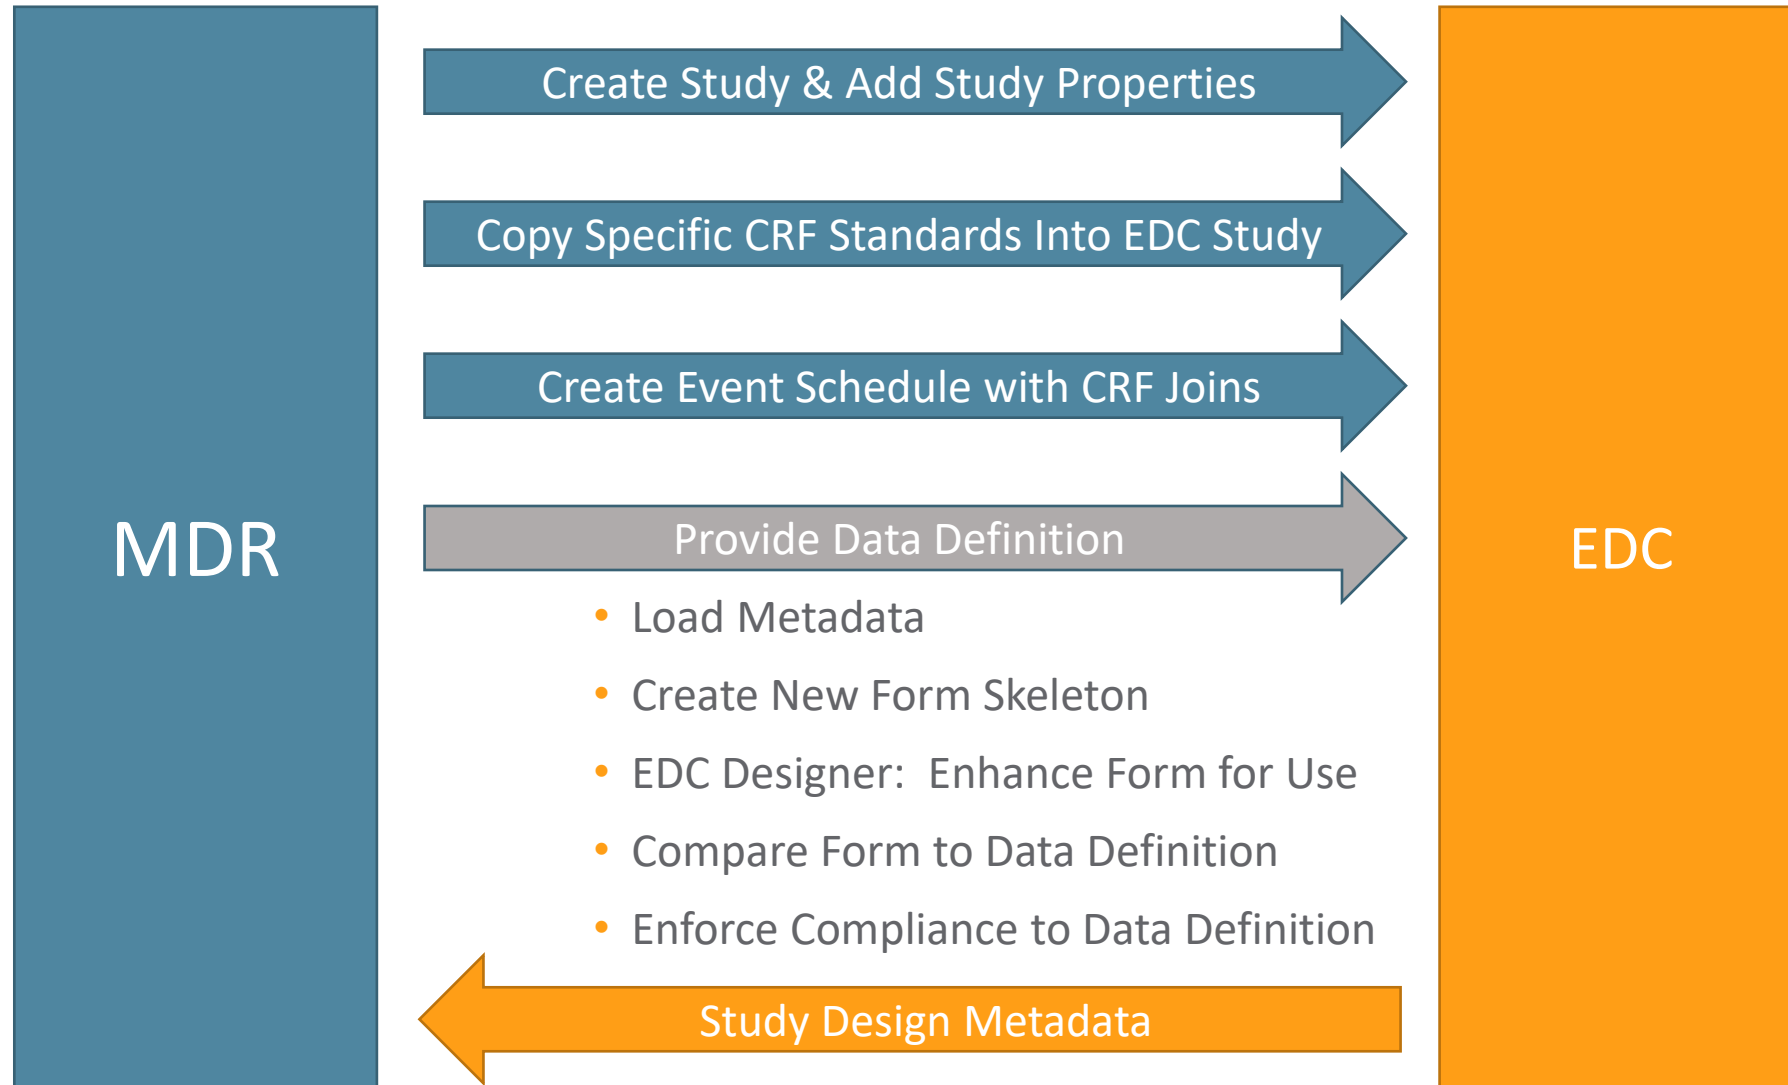 MDR
Create Study & Add Study Properties
Copy Specific CRF Standards Into EDC Study
Create Event Schedule with CRF Joins
Provide Data Definition
• Load Metadata
• Create New Form Skeleton
• EDC Designer:  Enhance Form for Use
• Compare Form to Data Definition
• Enforce Compliance to Data Definition
Study Design Metadata
EDC